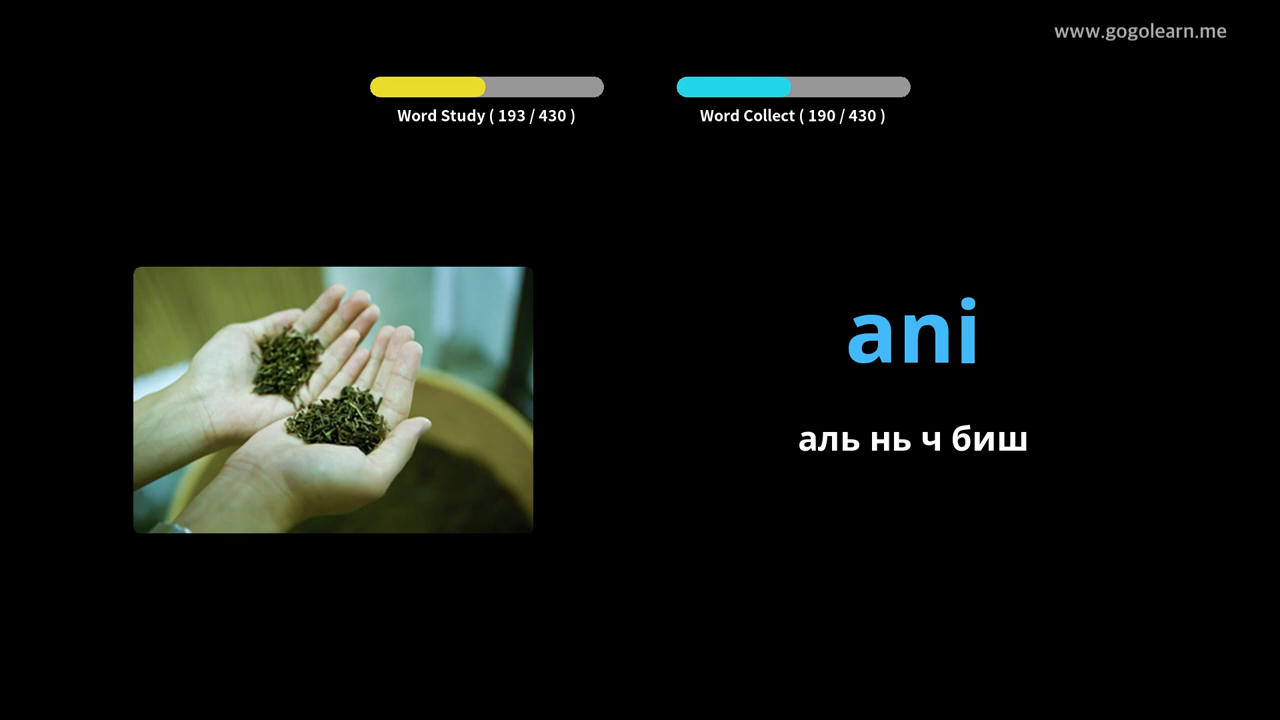 www.gogolearn.me
Word Study ( 193 / 430 )
Word Collect ( 190 / 430 )
ani
аль нь ч биш